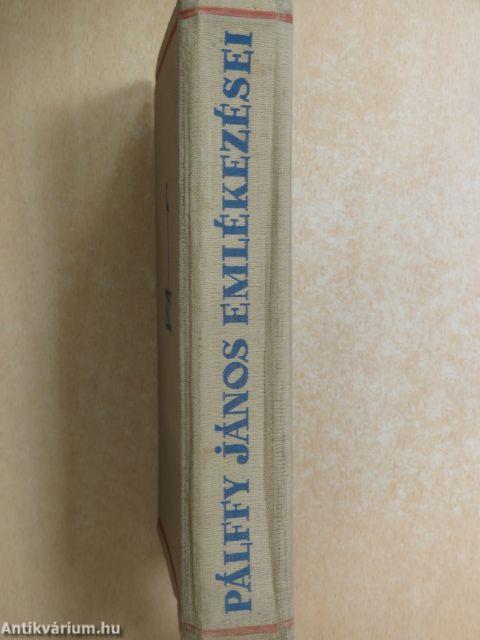 PÁLFFY JÁNOS EMLÉKEZÉSEI
Antikvárium.hu